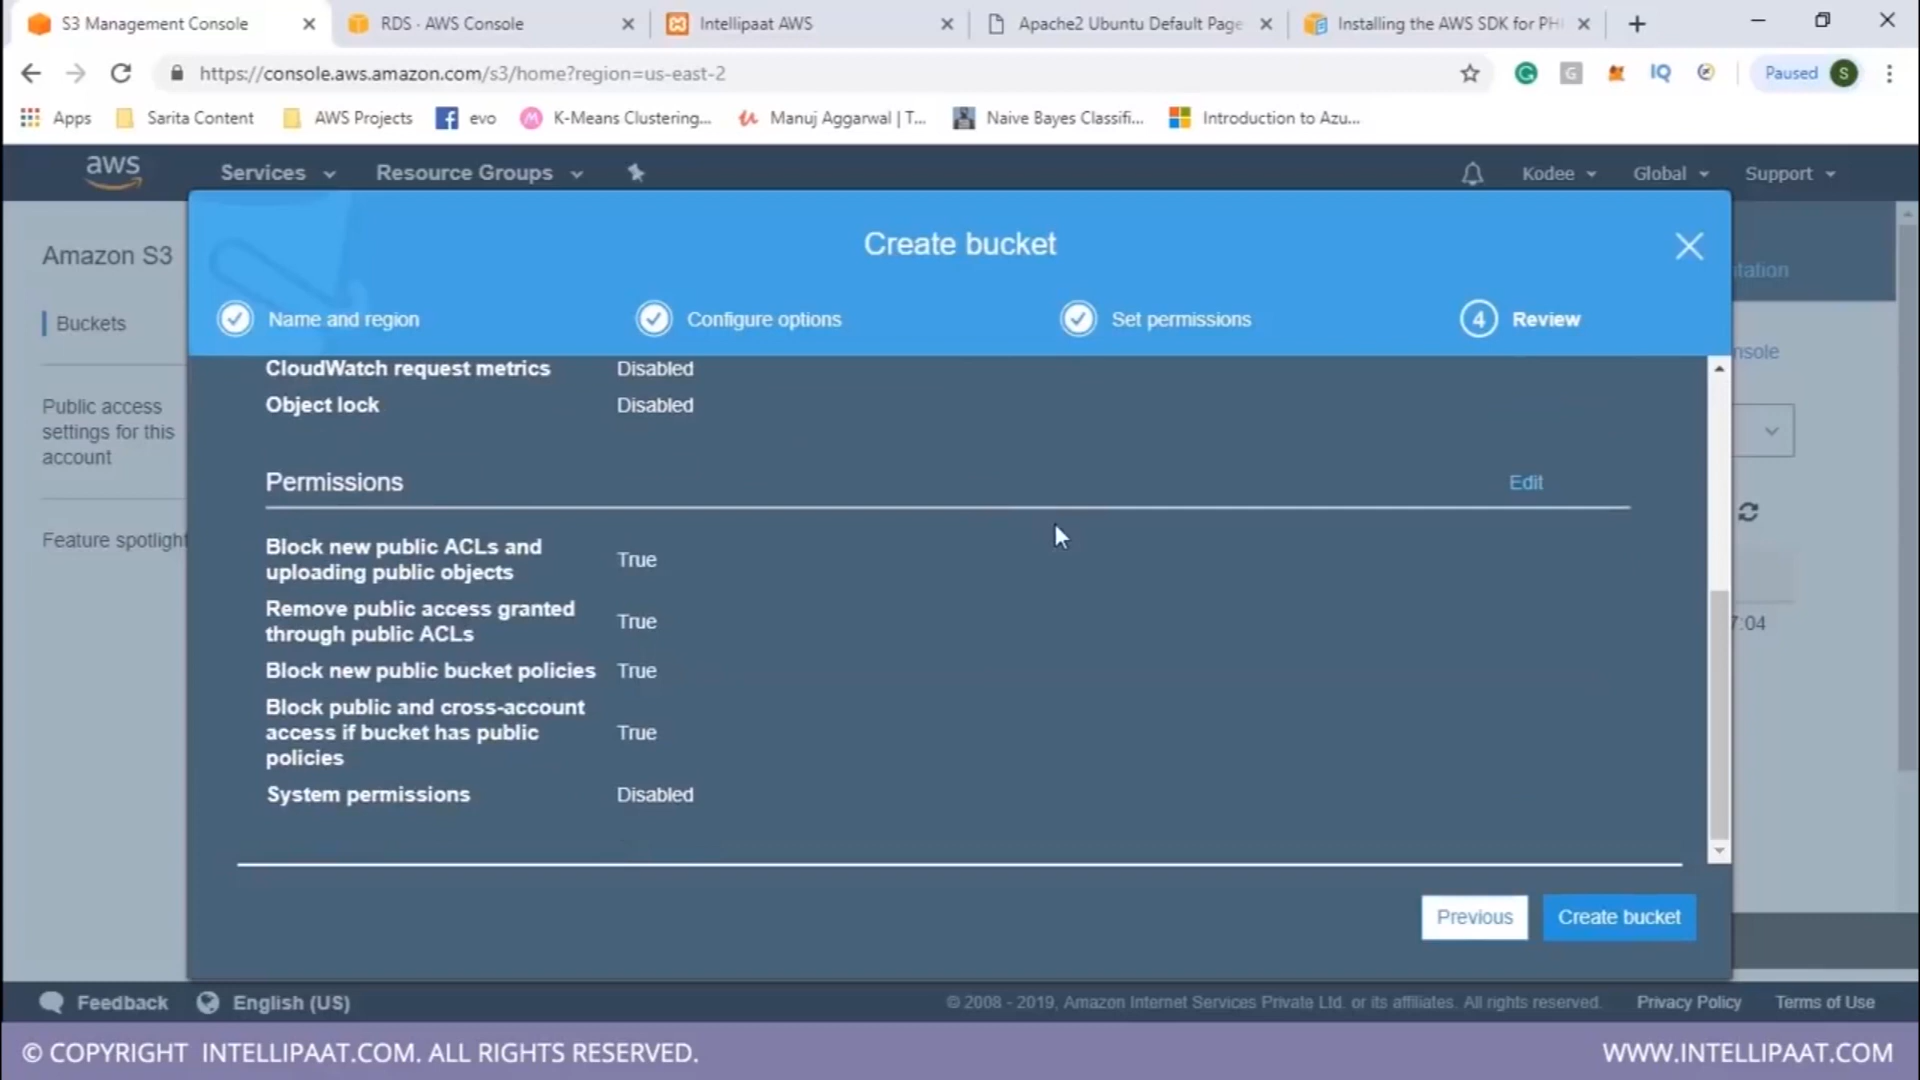 S3 Management Console
RDS · AWS Console
Intellipaat AWS
Apache2 Ubuntu Default Page
Installing the AWS SDK for PH
https://console.aws.amazon.com/s3/home?region=us-east-2
G
IQ
Paused
S
Apps
Sarita Content
AWS Projects
evo
K-Means Clustering...
Manuj Aggarwal | T...
Naive Bayes Classifi...
Introduction to Azu...
aws
Services
Resource Groups
Kodee
Global
Support
Amazon S3
Buckets
Public access
settings for this
account
Feature spotlight
Create bucket
Name and region
Configure options
Set permissions
4
Review
CloudWatch request metrics
Disabled
Object lock
Disabled
Permissions
Edit
Block new public ACLs and
uploading public objects
True
Remove public access granted
through public ACLs
True
Block new public bucket policies
True
Block public and cross-account
access if bucket has public
policies
True
System permissions
Disabled
Previous
Create bucket
tation
nsole
7:04
Feedback
English (US)
© 2008 - 2019, Amazon Internet Services Private Ltd. or its affiliates. All rights reserved.
Privacy Policy
Terms of Use
© COPYRIGHT INTELLIPAAT.COM. ALL RIGHTS RESERVED.
WWW.INTELLIPAAT.COM